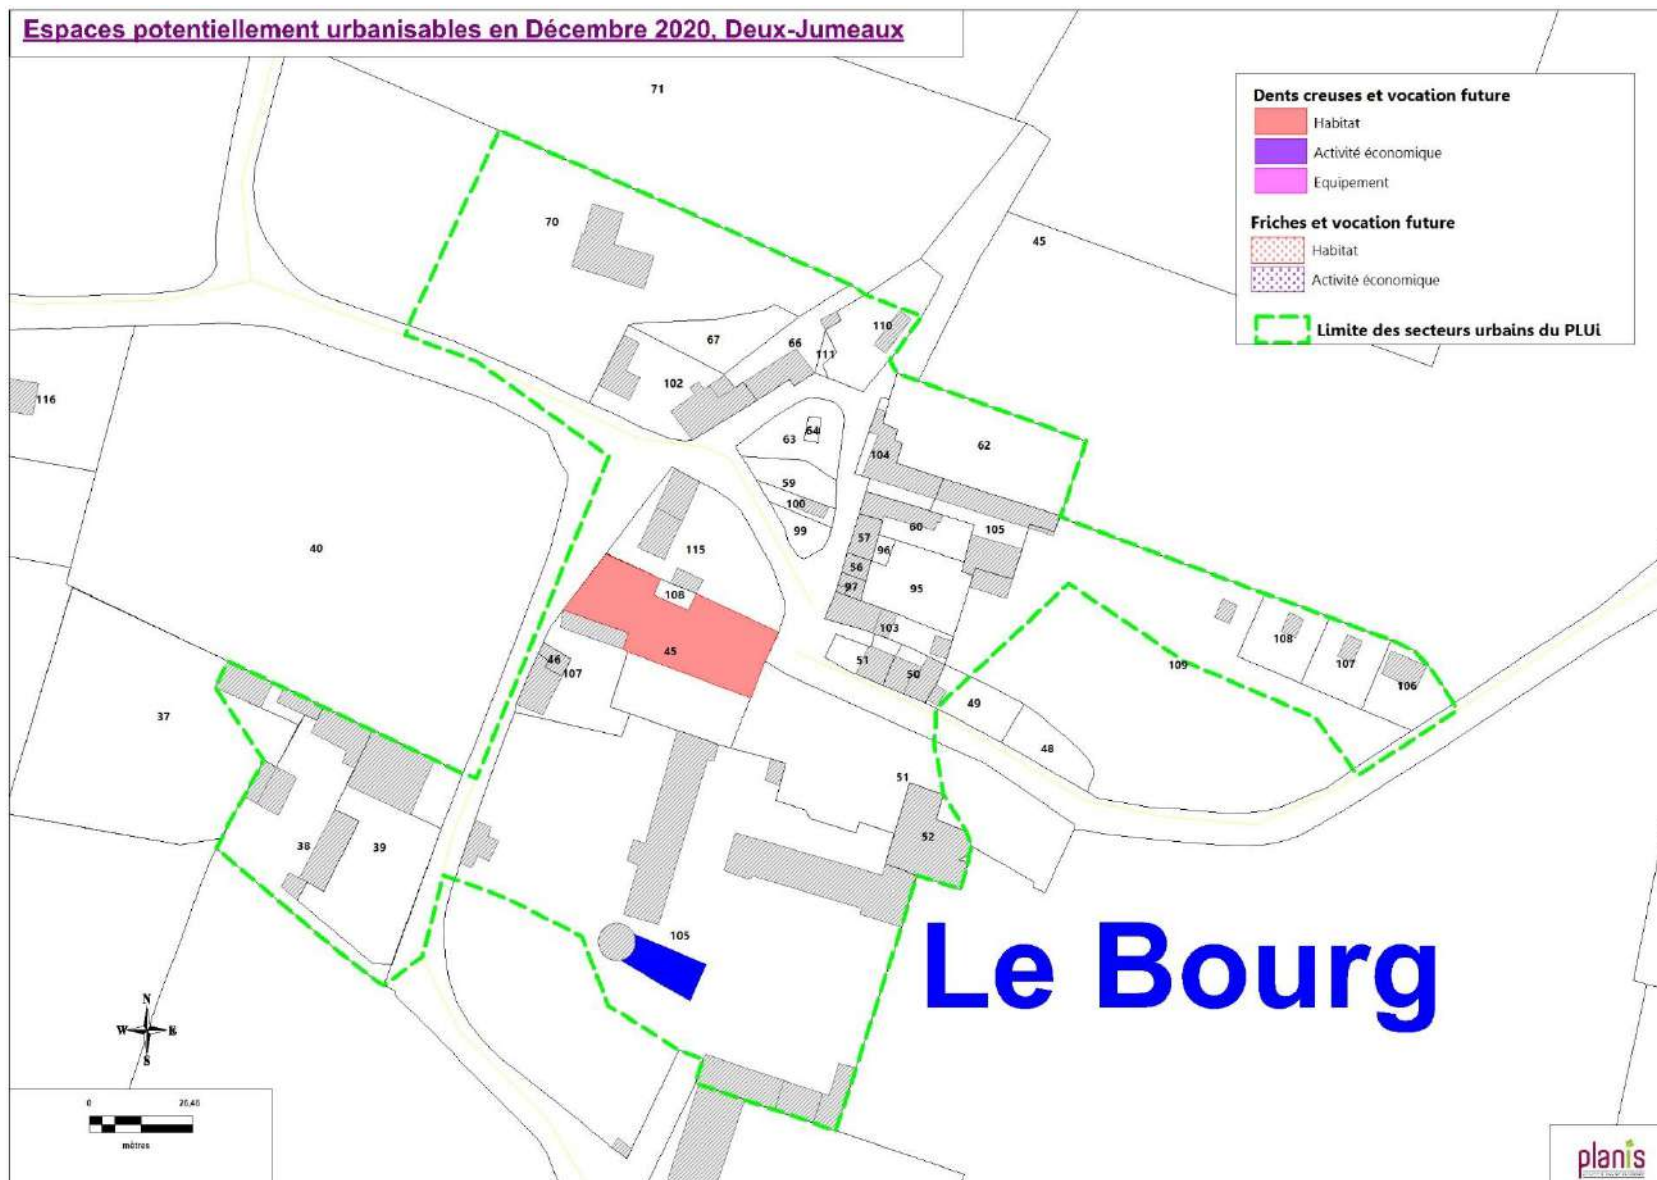 Espaces potentiellement urbanisables en Décembre 2020, Deux-Jumeaux
71
Dents creuses et vocation future
Habitat
Activité économique
Equipement
Friches et vocation future
Habitat
Activité économique
Limite des secteurs urbains du PLUi
70
45
110
67
66
111
102
116
62
63
64
104
59
100
99
60
105
57
96
56
97
95
40
115
108
103
45
46
107
51
50
109
108
107
106
49
48
37
51
52
38
39
105
Le Bourg
N
W
E
S
0
26,46
mètres
planis